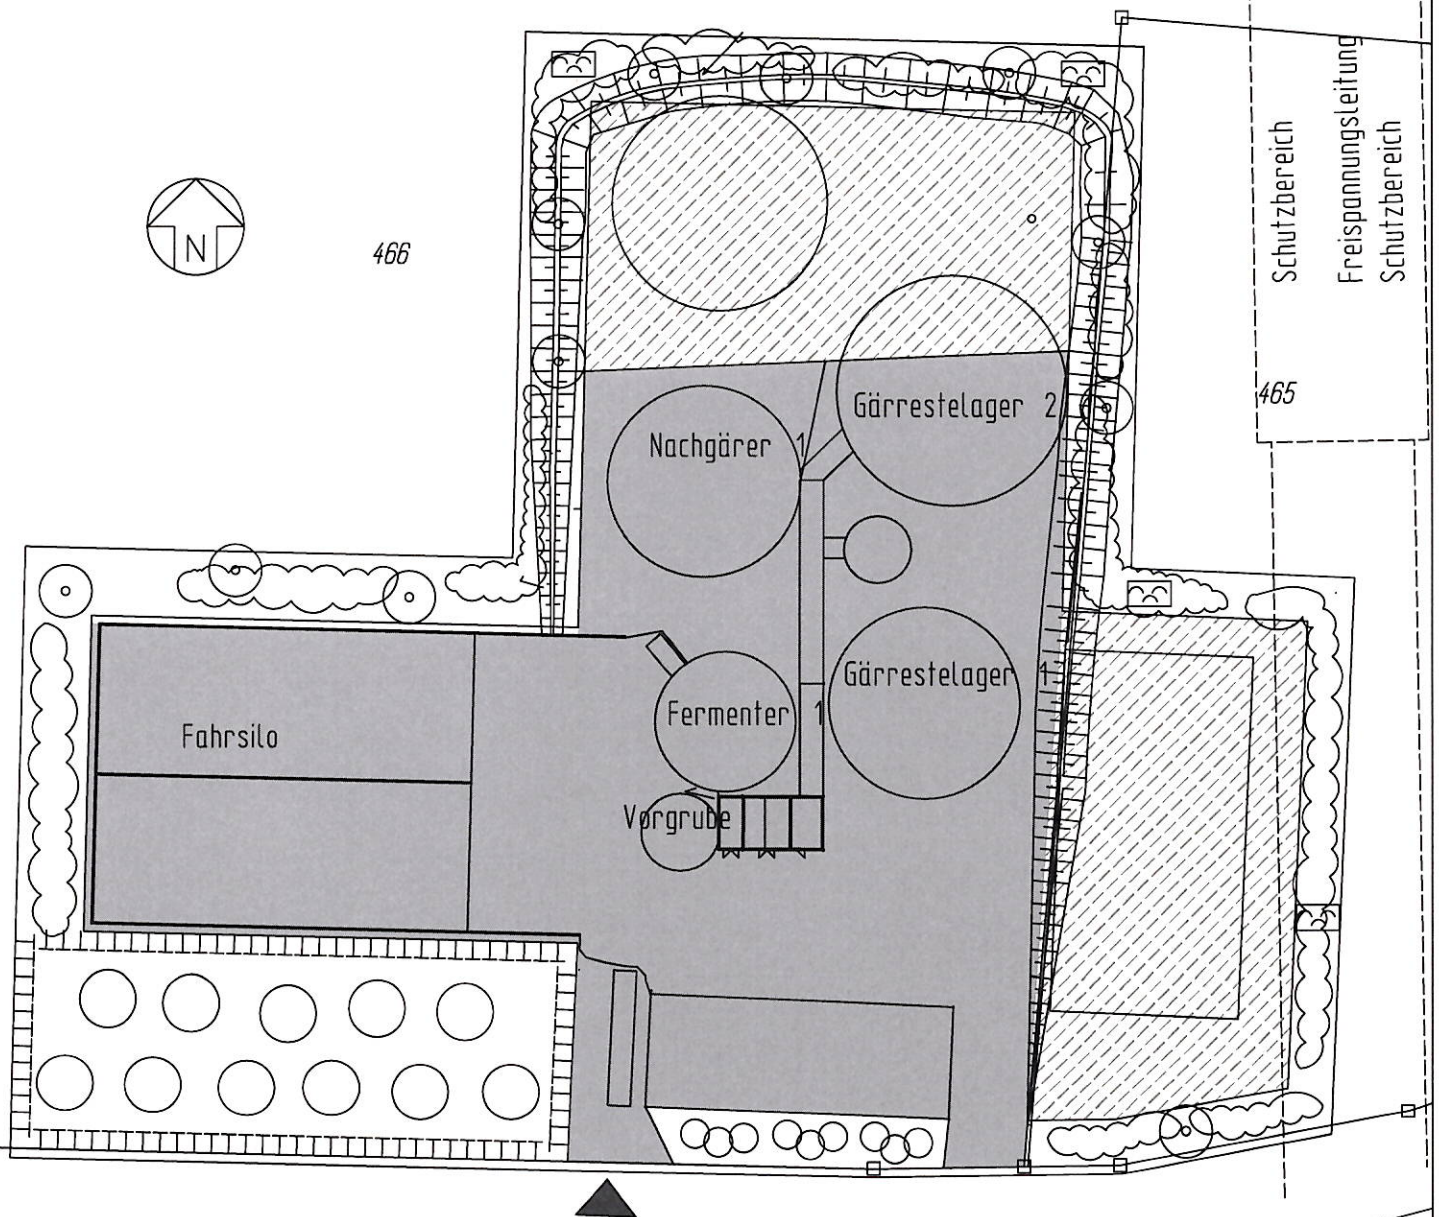 Schutzbereich
Freispannungsleitung
Schutzbereich
N
466
465
Gärrestelager 2
Nachgärer 1
Gärrestelager 1
Fermenter 1
Fahrsilo
Vorgrube